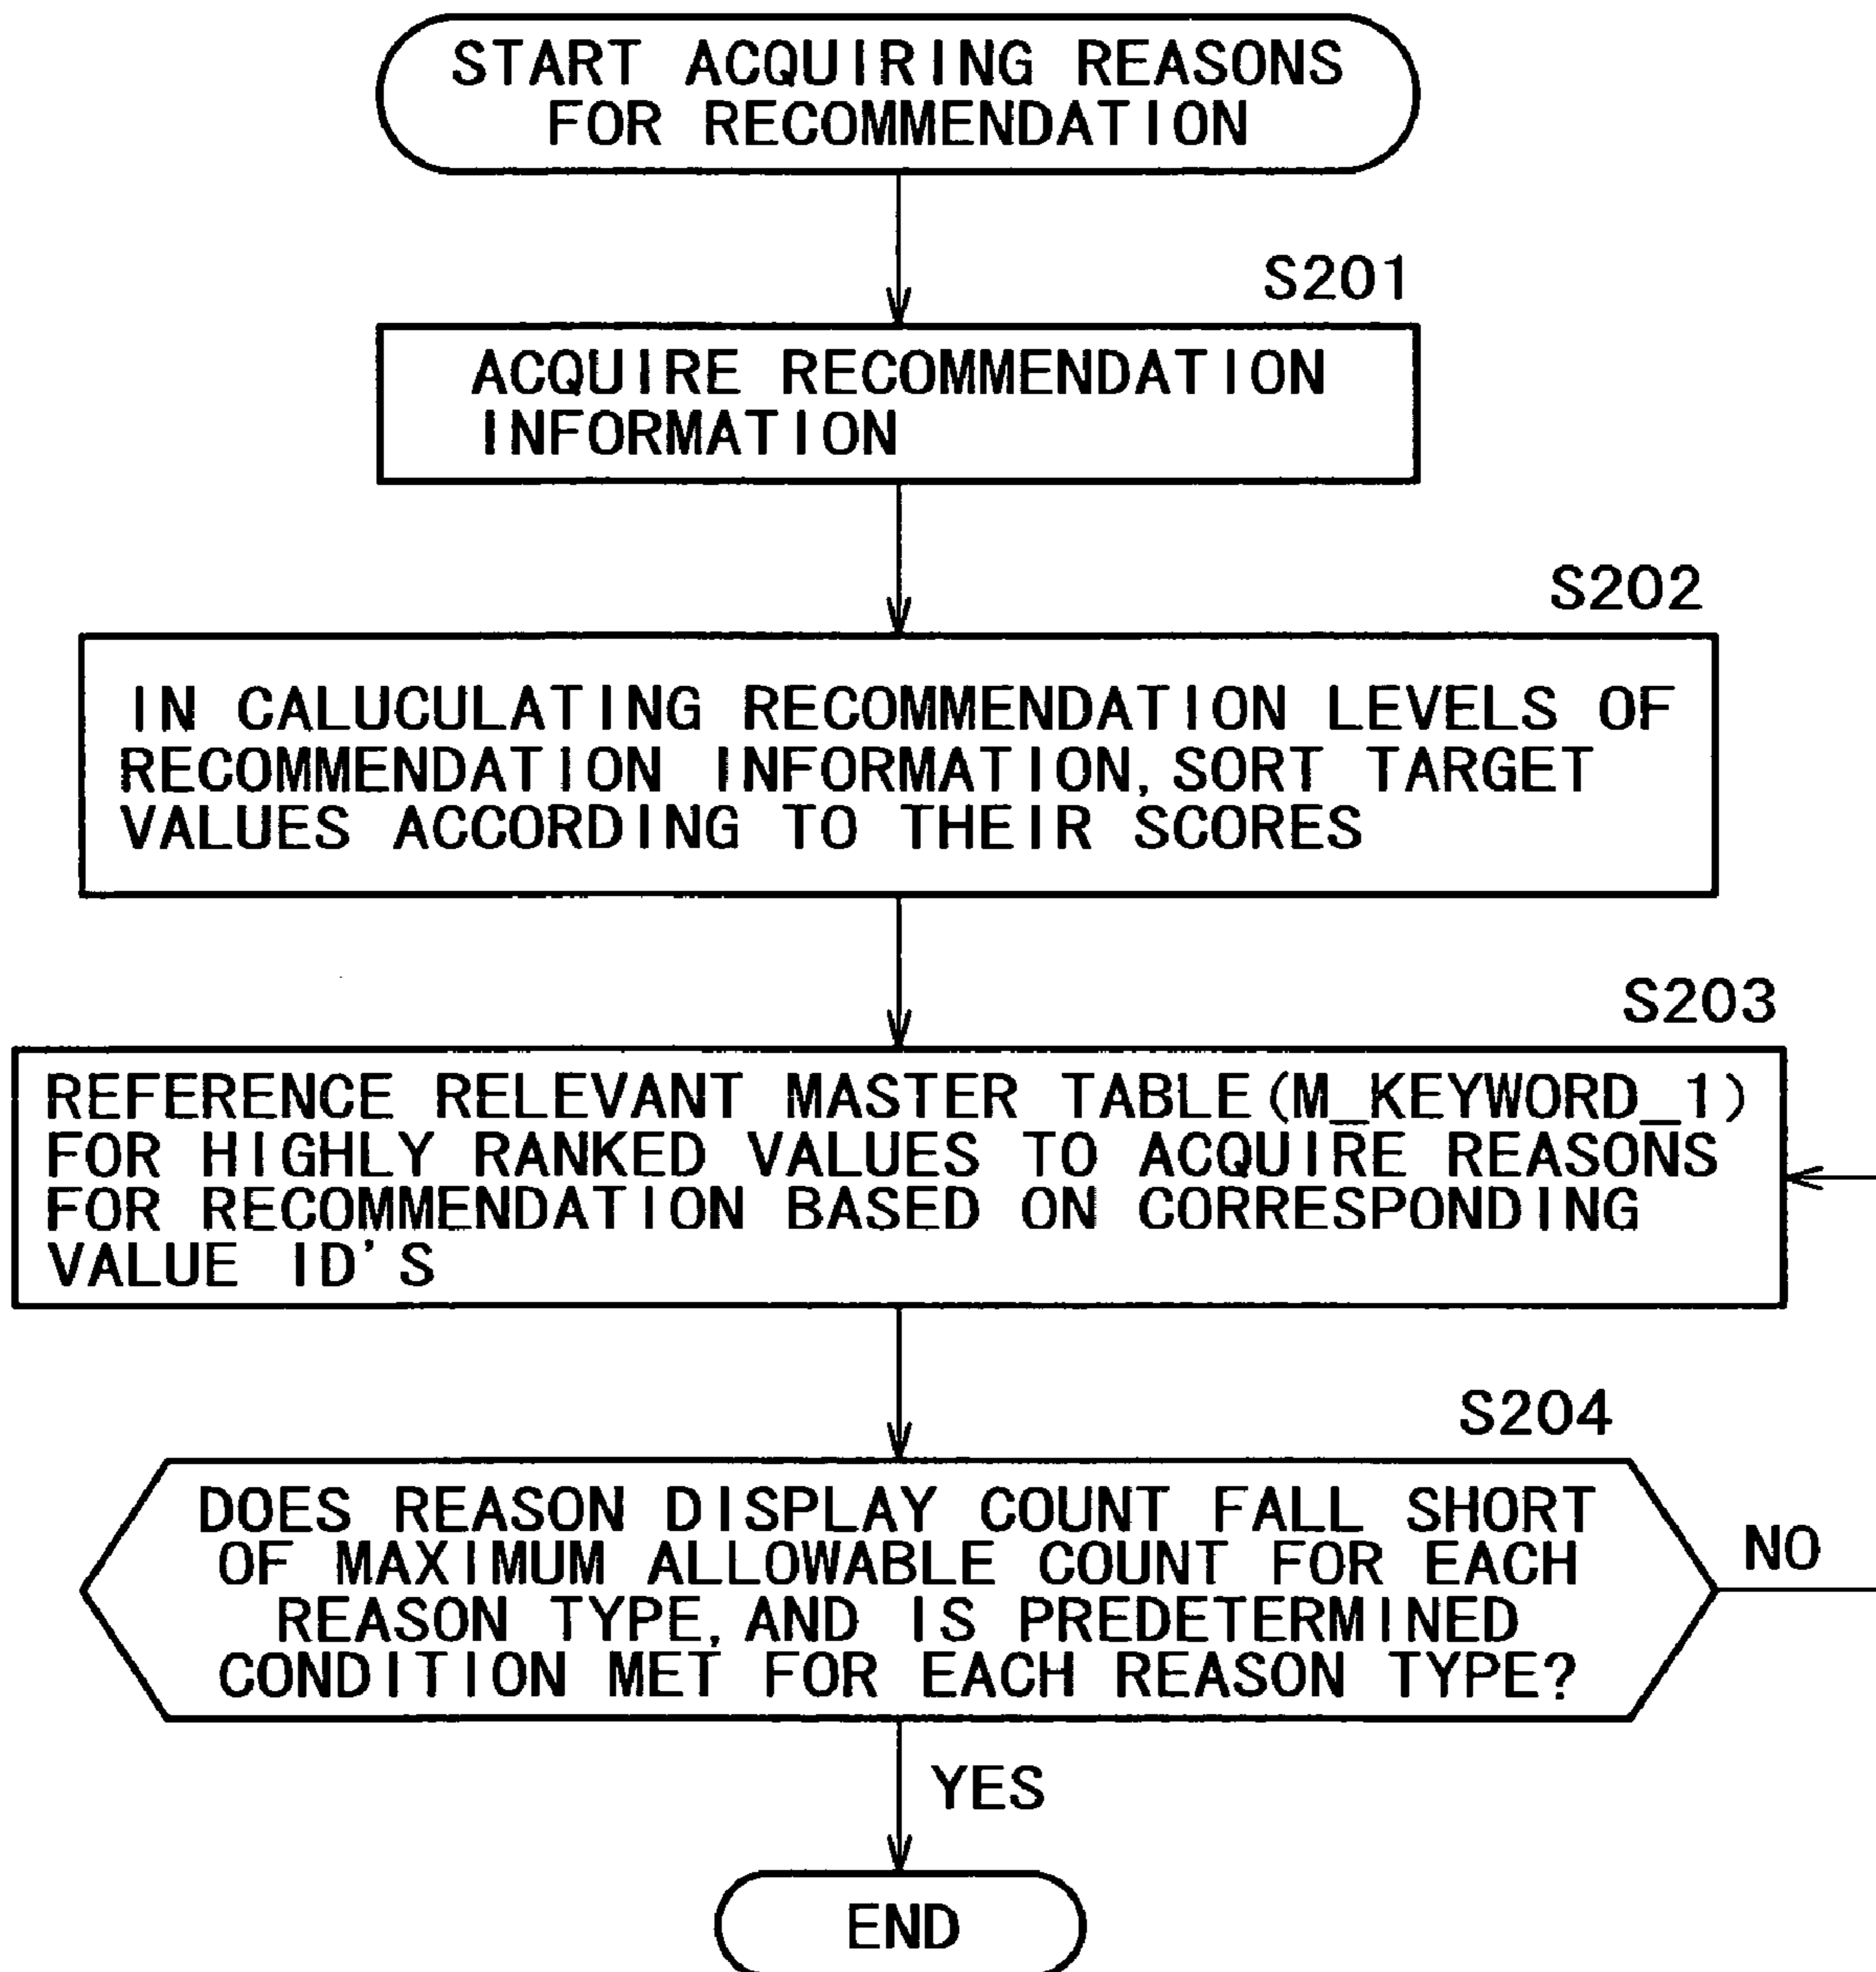 START ACQUIRING REASONS
FOR RECOMMENDATION
S201
ACQUIRE RECOMMENDATION
INFORMATION
S202
IN CALUCULATING RECOMMENDATION LEVELS OF
RECOMMENDATION INFORMATION, SORT TARGET
VALUES ACCORDING TO THEIR SCORES
S203
REFERENCE RELEVANT MASTER TABLE(M_KEYWORD_1)
FOR HIGHLY RANKED VALUES TO ACQUIRE REASONS
FOR RECOMMENDATION BASED ON CORRESPONDING
VALUE ID'S
S204
DOES REASON DISPLAY COUNT FALL SHORT
OF MAXIMUM ALLOWABLE COUNT FOR EACH
REASON TYPE, AND IS PREDETERMINED
CONDITION MET FOR EACH REASON TYPE?
NO
YES
END